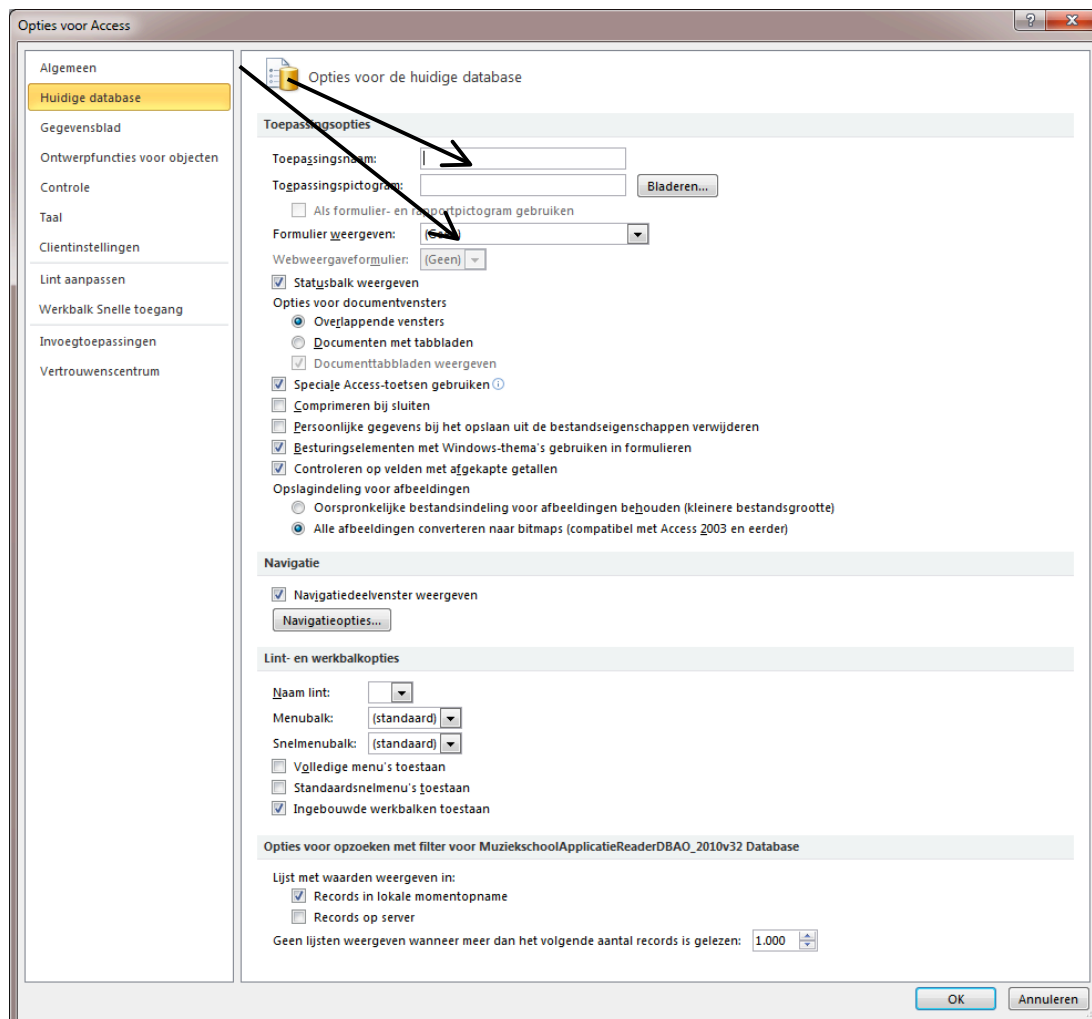 Opties voor Access
Algemeen
Huidige database
Gegevensblad
Ontwerpfuncties voor objecten
Controle
Taal
Clientinstellingen
Lint aanpassen
Werkbalk Snelle toegang
Invoegtoepassingen
Vertrouwenscentrum
Opties voor de huidige database
Toepassingsopties
Toepassingsnaam:
Toepassingspictogram: Bladeren...
Als formulier- en rapportpictogram gebruiken
Formulier weergeven: (Geen)
Webweergaveformulier: (Geen)
Statusbalk weergeven
Opties voor documentvensters
Overlappende vensters
Documenten met tabbladen
Documenttabbladen weergeven
Speciale Access-toetsen gebruiken
Comprimeren bij sluiten
Persoonlijke gegevens bij het opslaan uit de bestandseigenschappen verwijderen
Besturingselementen met Windows-thema's gebruiken in formulieren
Controleren op velden met afgekapte getallen
Opslagindeling voor afbeeldingen
Oorspronkelijke bestandsindeling voor afbeeldingen behouden (kleinere bestandsgrootte)
Alle afbeeldingen converteren naar bitmaps (compatibel met Access 2003 en eerder)
Navigatie
Navigatiedeelvenster weergeven
Navigatieopties...
Lint- en werkbalkopties
Naam lint:
Menubalk: (standaard)
Snelmenubalk: (standaard)
Volledige menu's toestaan
Standaardsnelmenu's toestaan
Ingebouwde werkbalken toestaan
Opties voor opzoeken met filter voor MuziekschoolApplicatieReaderDBAO_2010v32 Database
Lijst met waarden weergeven in:
Records in lokale momentopname
Records op server
Geen lijsten weergeven wanneer meer dan het volgende aantal records is gelezen: 1.000
OK Annuleren